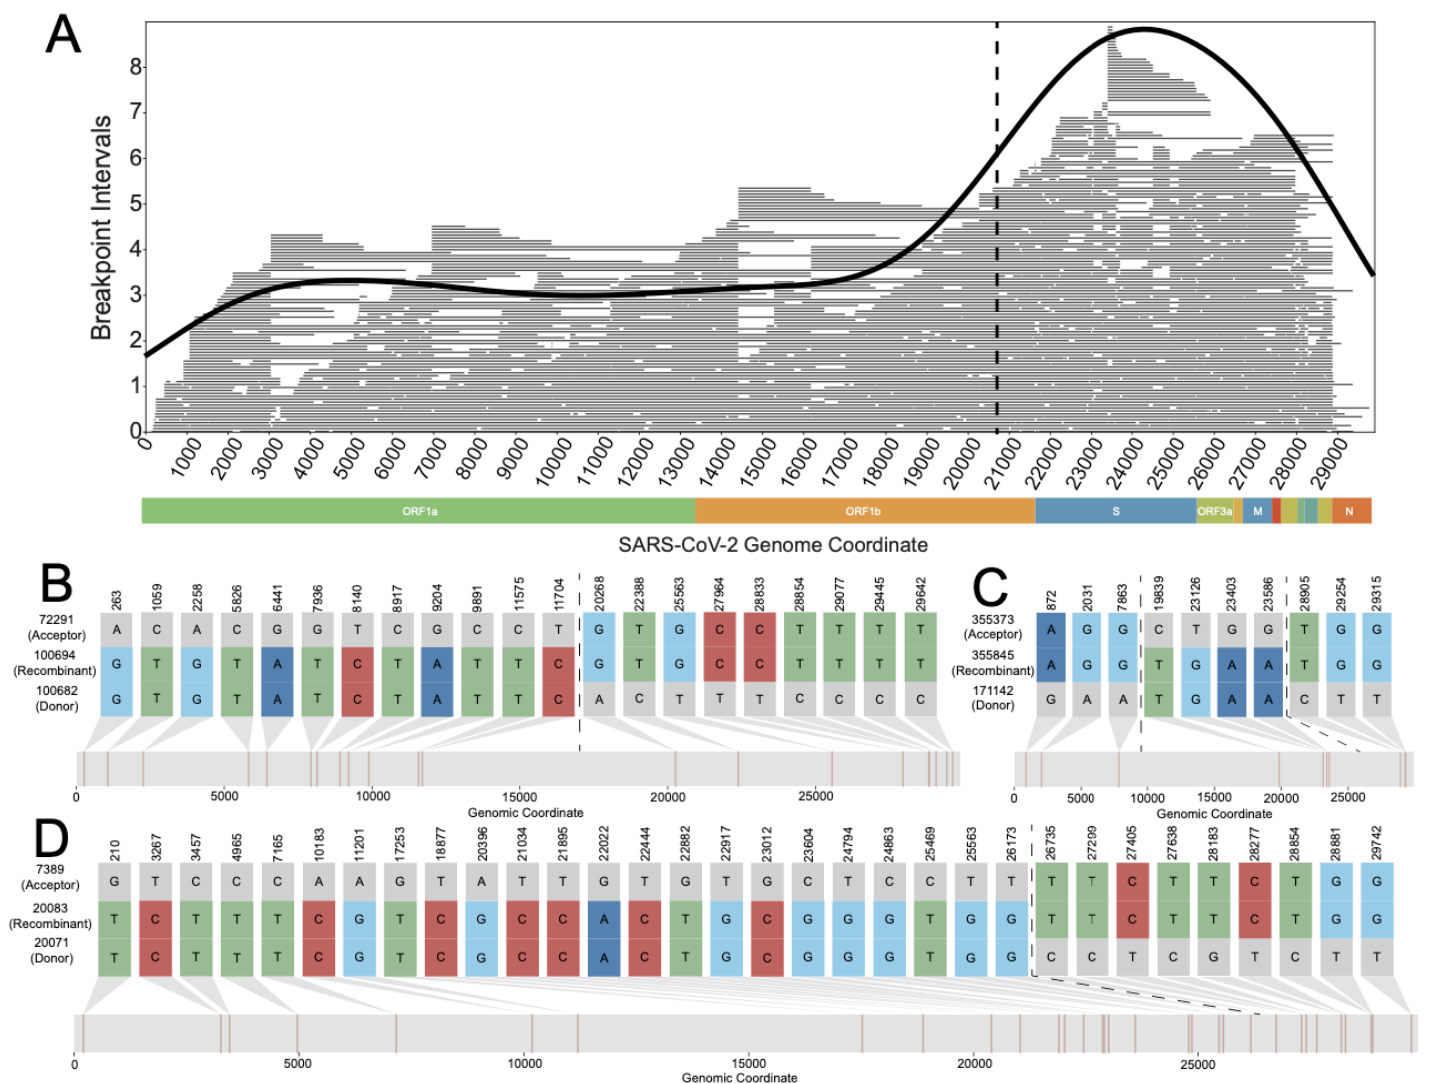 A
Breakpoint Intervals
8
7
6
5
4
3
2
1
0
0 1000 2000 3000 4000 5000 6000 7000 8000 9000 10000 11000 12000 13000 14000 15000 16000 17000 18000 19000 20000 21000 22000 23000 24000 25000 26000 27000 28000 29000
ORF1a ORF1b S ORF3a M N
SARS-CoV-2 Genome Coordinate
B
263 1059 2258 5826 6441 7936 8140 8917 9204 9891 11575 11704 20268 22388 25563 27964 28833 28854 29077 29445 29642
72291
(Acceptor)
A C A C G G T C G C C T G T G C C T T T T
100694
(Recombinant)
G T G T A T C T A T T C G T G C C T T T T
100682
(Donor)
G T G T A T C T A T T C A C T T T C C C C
0 5000 10000 15000 20000 25000
Genomic Coordinate
C
872 2031 7863 19839 23126 23403 23586 28905 29254 29315
355373
(Acceptor)
A G G C T G G T G G
355845
(Recombinant)
A G G T G A A T G G
171142
(Donor)
G A A T G A A C T T
0 5000 10000 15000 20000 25000
Genomic Coordinate
D
210 3267 3457 4965 7165 10183 11201 17253 18877 20396 21034 21895 22022 22444 22882 22917 23012 23604 24794 24863 25469 25563 26173 26735 27299 27405 27638 28183 28277 28854 28881 29742
7389
(Acceptor)
G T C C C A A G T A T T G T G T G C T C C T T T T C T T C T G G
20083
(Recombinant)
T C T T T C G T C G C C A C T G C G G G T G G T T C T T C T G G
20071
(Donor)
T C T T T C G T C G C C A C T G C G G G T G G C C T C G T C T T
0 5000 10000 15000 20000 25000
Genomic Coordinate